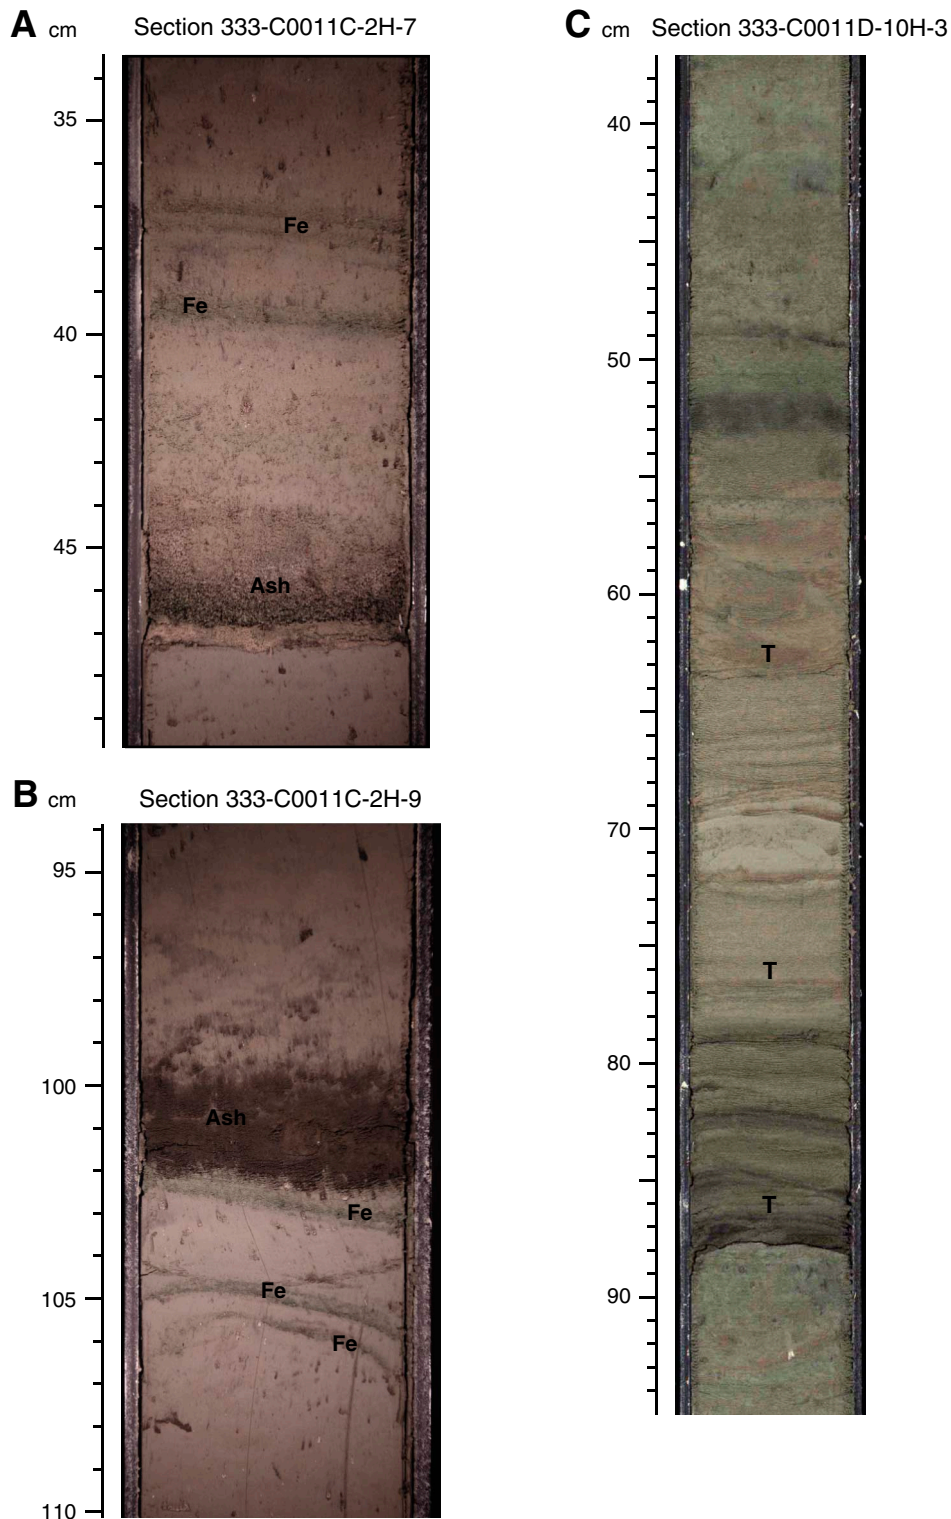 A cm Section 333-C0011C-2H-7
35
Fe
Fe
40
45
Ash
B cm Section 333-C0011C-2H-9
95
100
Ash
Fe
Fe
105
Fe
110
C cm Section 333-C0011D-10H-3
40
50
60
T
70
T
80
T
90